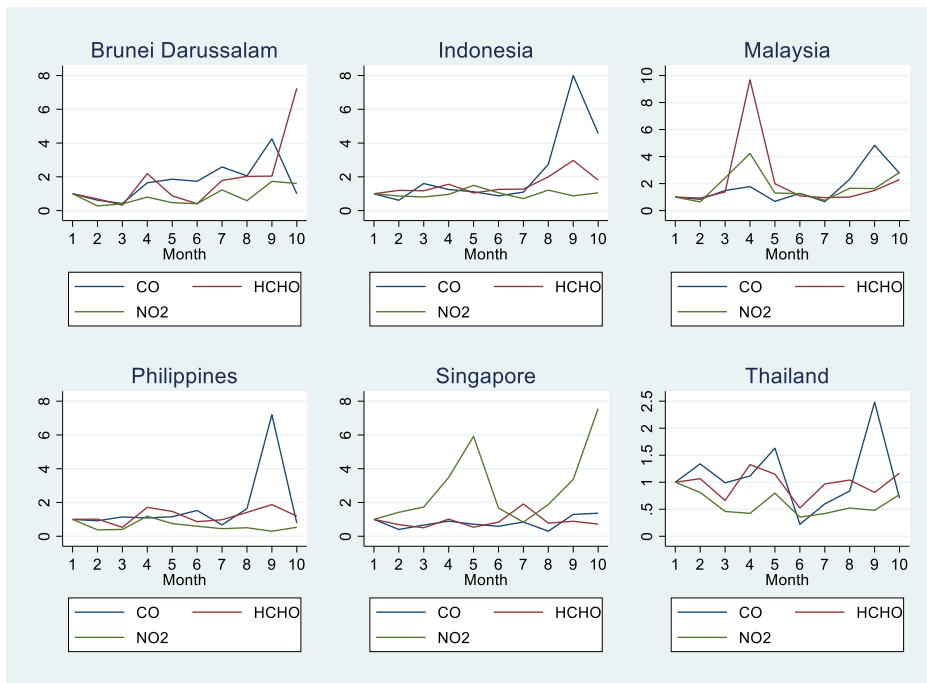 Brunei Darussalam
8
6
4
2
0
1 2 3 4 5 6 7 8 9 10
Month
CO HCHO
NO2
Indonesia
8
6
4
2
0
1 2 3 4 5 6 7 8 9 10
Month
CO HCHO
NO2
Malaysia
10
8
6
4
2
0
1 2 3 4 5 6 7 8 9 10
Month
CO HCHO
NO2
Philippines
8
6
4
2
0
1 2 3 4 5 6 7 8 9 10
Month
CO HCHO
NO2
Singapore
8
6
4
2
0
1 2 3 4 5 6 7 8 9 10
Month
CO HCHO
NO2
Thailand
2.5
2
1.5
1
.5
0
1 2 3 4 5 6 7 8 9 10
Month
CO HCHO
NO2